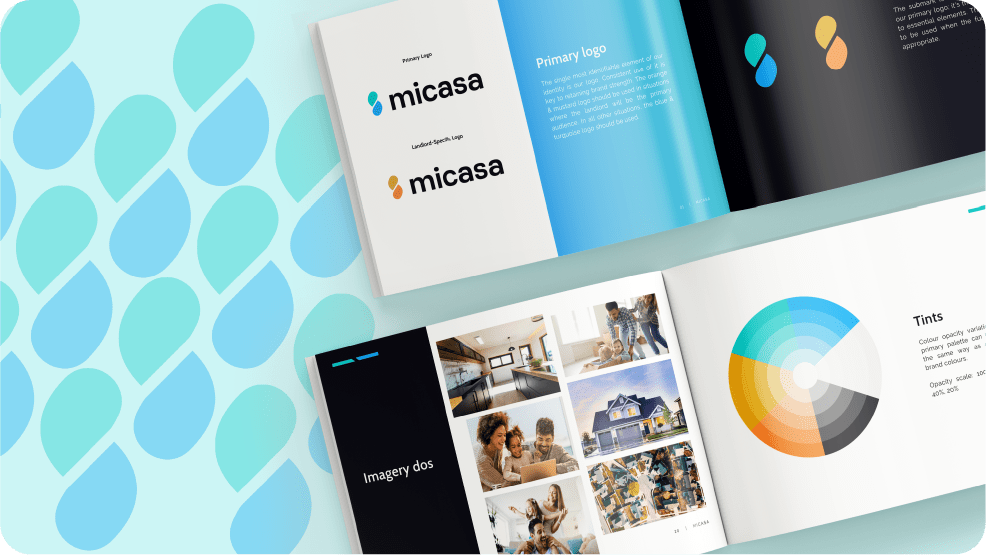 Primary Logo
micasa
Landlord-Specific Logo
micasa
Primary logo
The single most identifiable element of our
identity is our logo. Consistent use of it is
key to retaining brand strength. The orange
& mustard logo should be used in situations
where the landlord will be the primary
audience. In all other situations, the blue &
turquoise logo should be used.
MICASA
The submark is
our primary logo. It's
to essential elements. Th
to be used when the fu
appropriate.
Imagery dos
MICASA
Tints
Colour opacity variati
primary palette can
the same way as
brand colours.
Opacity scale: 100
40%, 20%